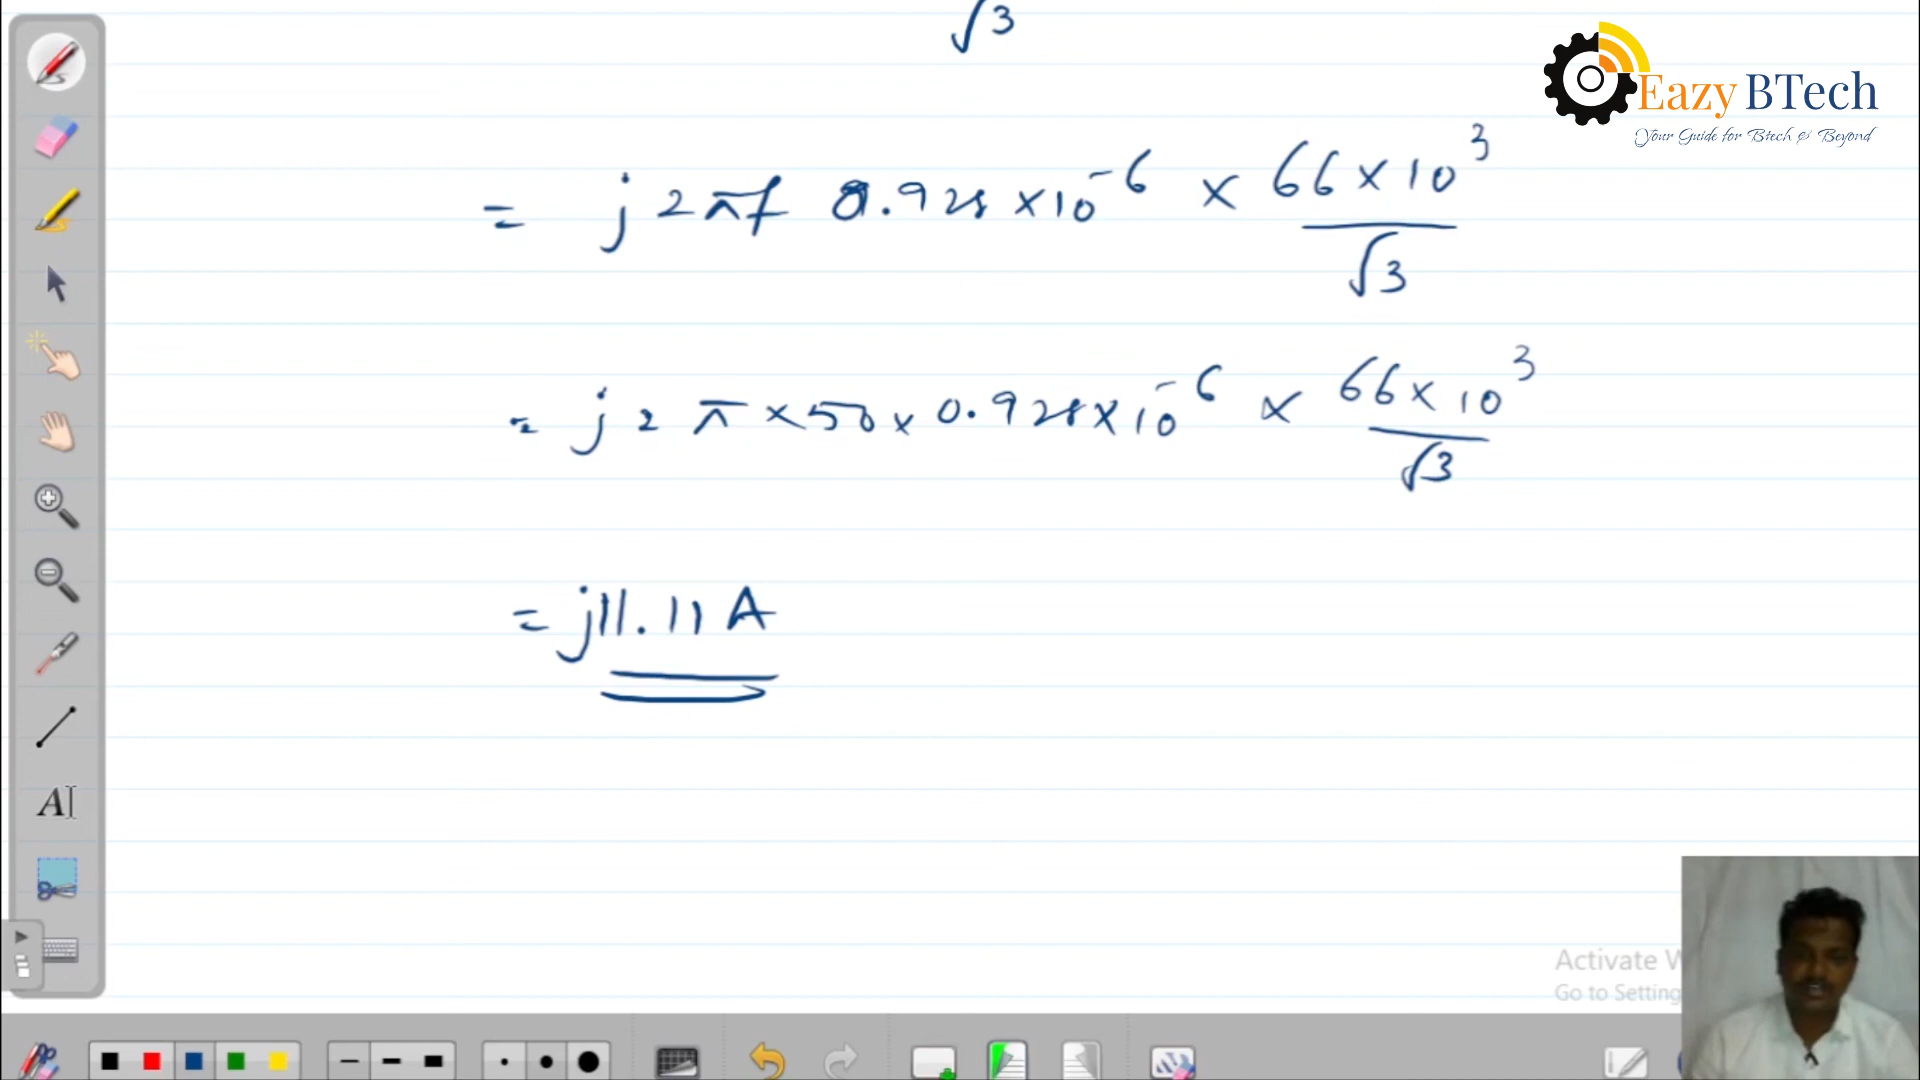 √3
Eazy BTech
Your Guide for Btech & Beyond
= j 2πf 0.928 × 10⁻⁶ × 66 × 10³ / √3
= j 2 π × 50 × 0.928 × 10⁻⁶ × 66 × 10³ / √3
= j11.11 A
AI
Activate W
Go to Setting